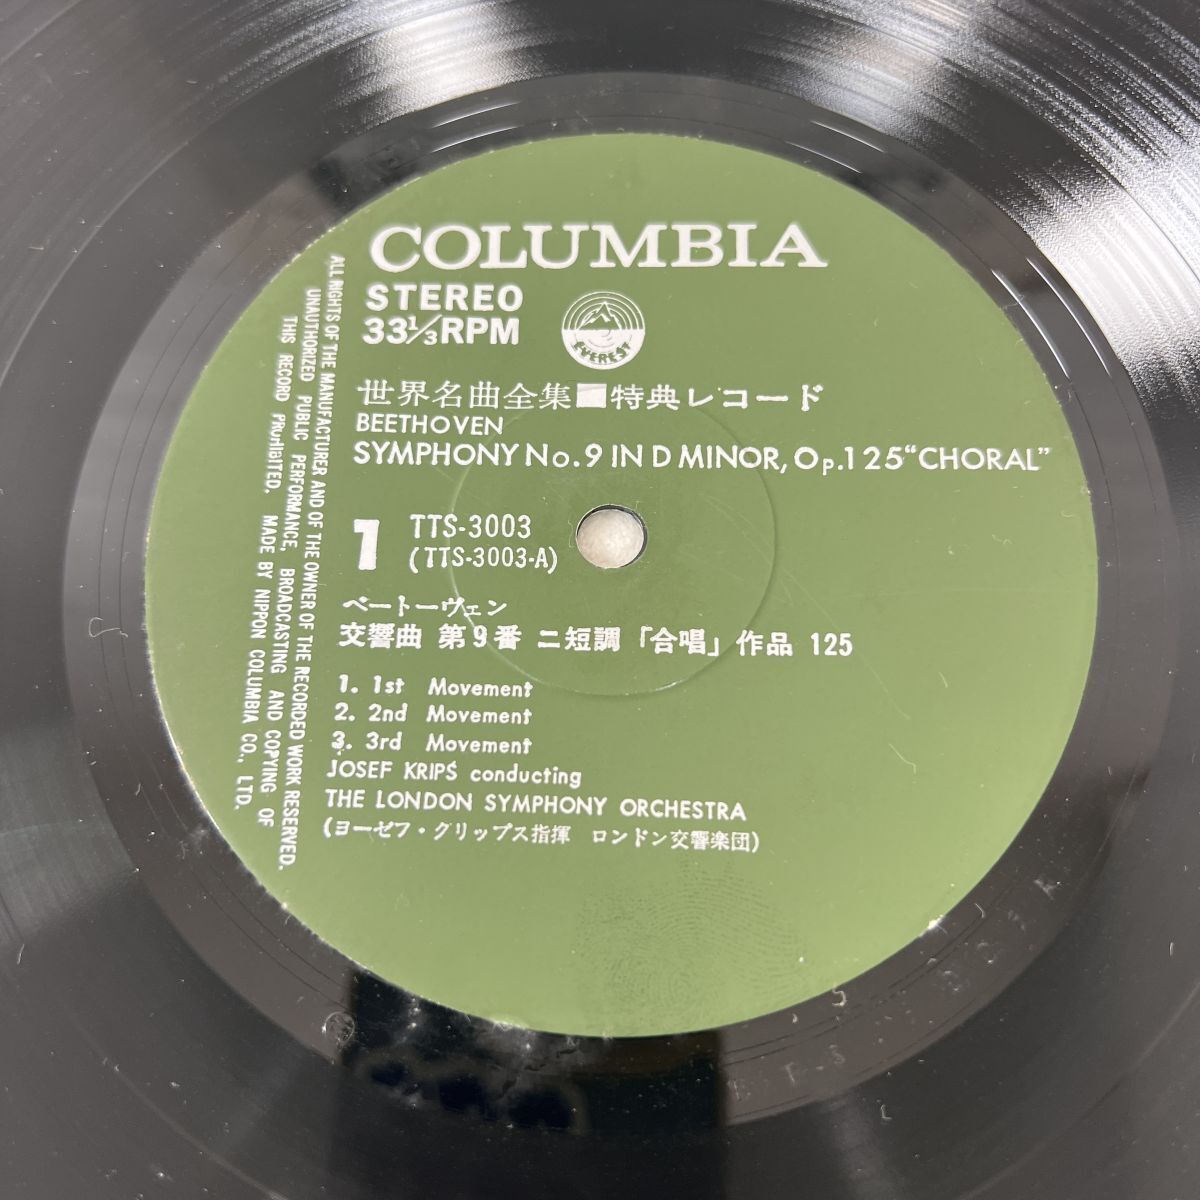 COLUMBIA
STEREO
33⅓RPM
EVEREST
世界名曲全集■特典レコード
BEETHOVEN
SYMPHONY No.9 IN D MINOR, Op.125 “CHORAL”
1
TTS-3003
(TTS-3003-A)
ベートーヴェン
交響曲 第9番 ニ短調「合唱」作品 125
1. 1st Movement
2. 2nd Movement
3. 3rd Movement
JOSEF KRIPS conducting
THE LONDON SYMPHONY ORCHESTRA
(ヨーゼフ・クリップス指揮 ロンドン交響楽団)
ALL RIGHTS OF THE MANUFACTURER AND OF THE OWNER OF THE RECORDED WORK RESERVED.
UNAUTHORIZED PUBLIC PERFORMANCE, BROADCASTING AND COPYING OF
THIS RECORD PROHIBITED. MADE BY NIPPON COLUMBIA CO., LTD.